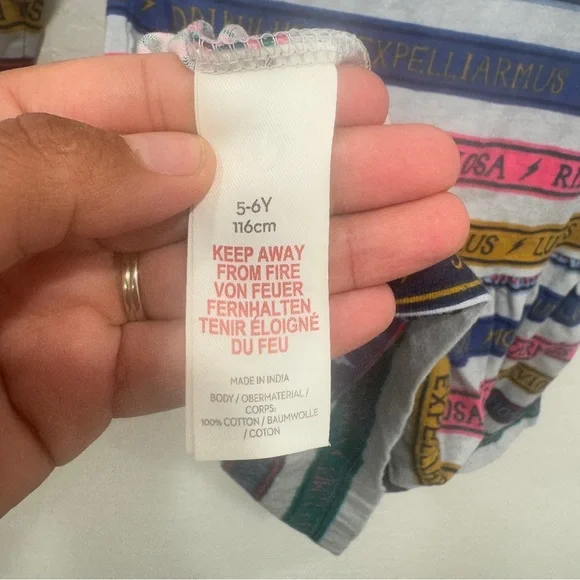 EXPELLIARMUS
OSA ⚡ R
5-6Y
116cm
KEEP AWAY
FROM FIRE
VON FEUER
FERNHALTEN
TENIR ÉLOIGNÉ
DU FEU
MADE IN INDIA
BODY / OBERMATERIAL /
CORPS:
100% COTTON / BAUMWOLLE
/ COTON